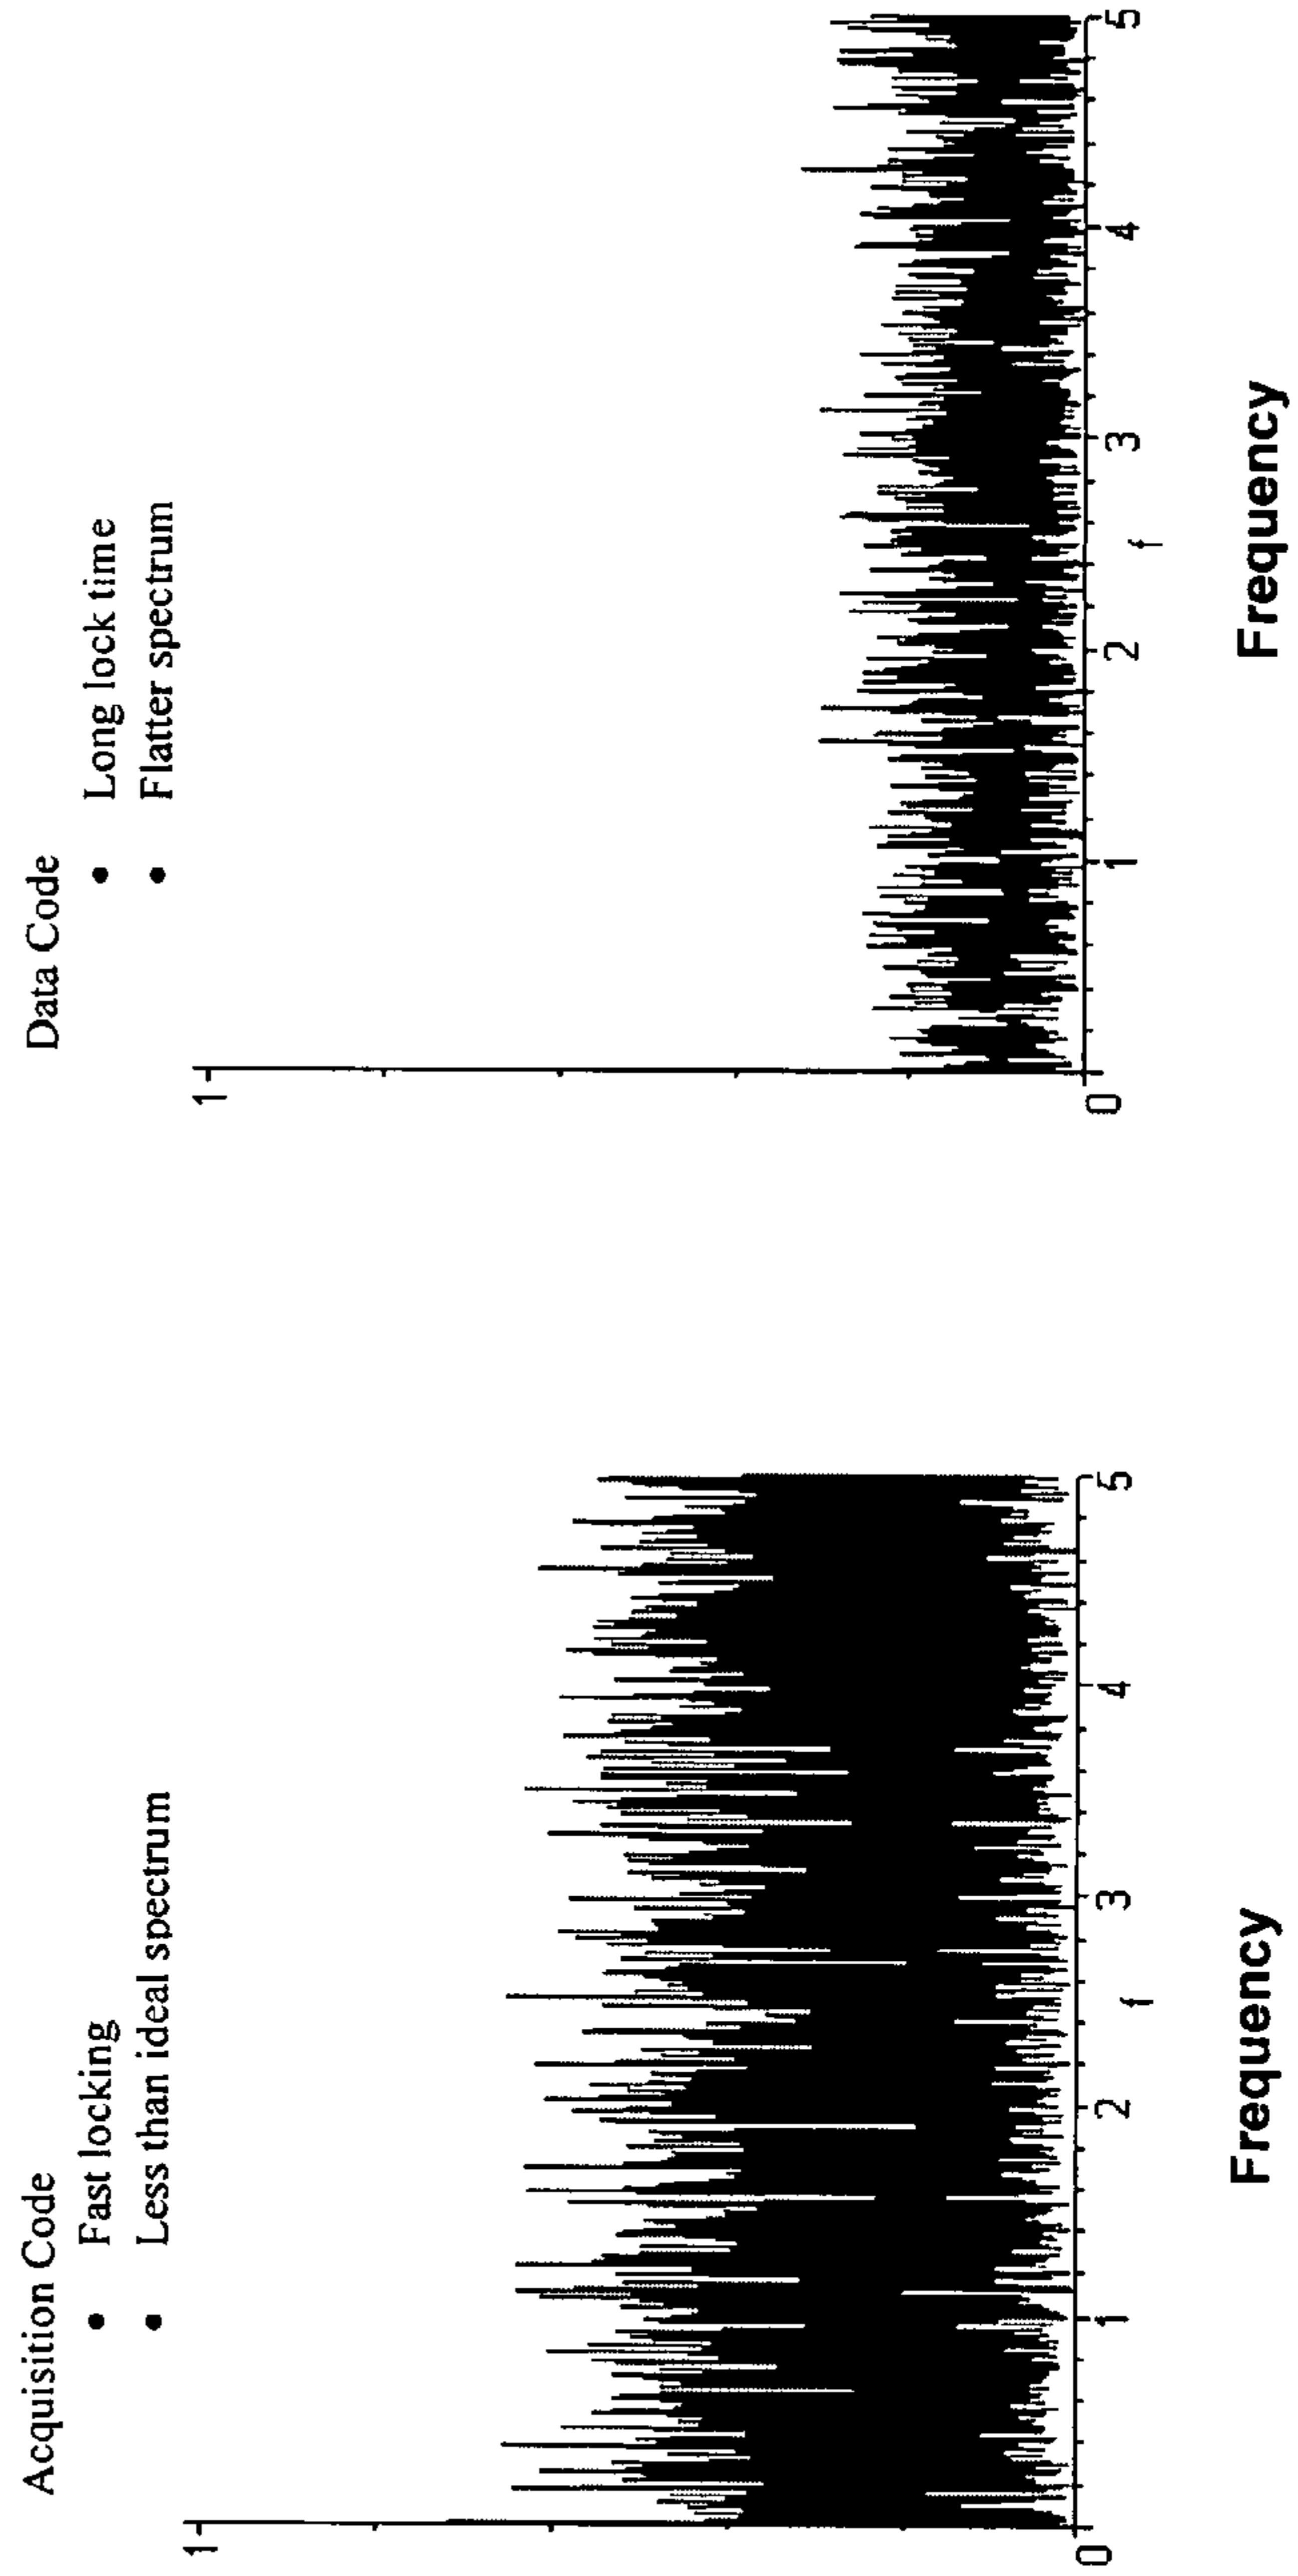 Acquisition Code
• Fast locking
• Less than ideal spectrum
1
0
1
2
3
4
5
f
Frequency
Data Code
• Long lock time
• Flatter spectrum
1
0
1
2
3
4
5
f
Frequency